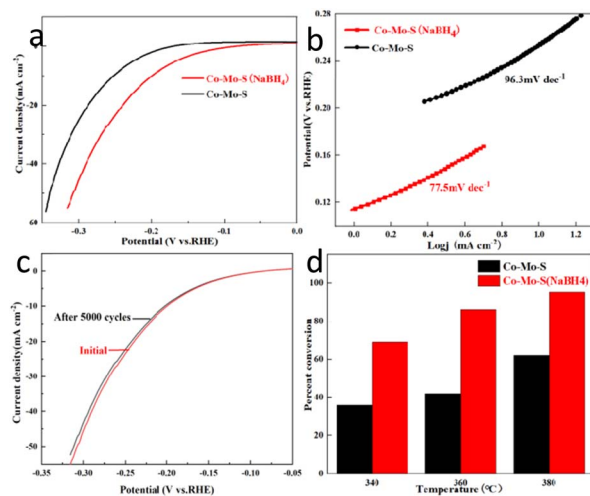 a
Co-Mo-S(NaBH4)
Co-Mo-S
Current density(mA cm-2)
-20
-40
60
-0.3
-0.2
-0.1
0.0
Potential (V vs.RHE)
b
Co-Mo-S (NaBH4)
Co-Mo-S
96.3mV dec-1
77.5mV dec-1
Potential(V vs.RHE)
0.28
0.24
0.20
0.16
0.12
0.0
0.2
0.4
0.6
0.8
1.0
1.2
Logj (mA cm-2)
c
After 5000 cycles
Initial
Current density(mA cm-2)
0
-10
-20
-30
-40
-50
-0.35
-0.30
-0.25
-0.20
-0.15
-0.10
-0.05
Potential (V vs.RHE)
d
Co-Mo-S
Co-Mo-S(NaBH4)
Percent conversion
100
80
60
40
20
0
340
360
380
Temperature (°C)